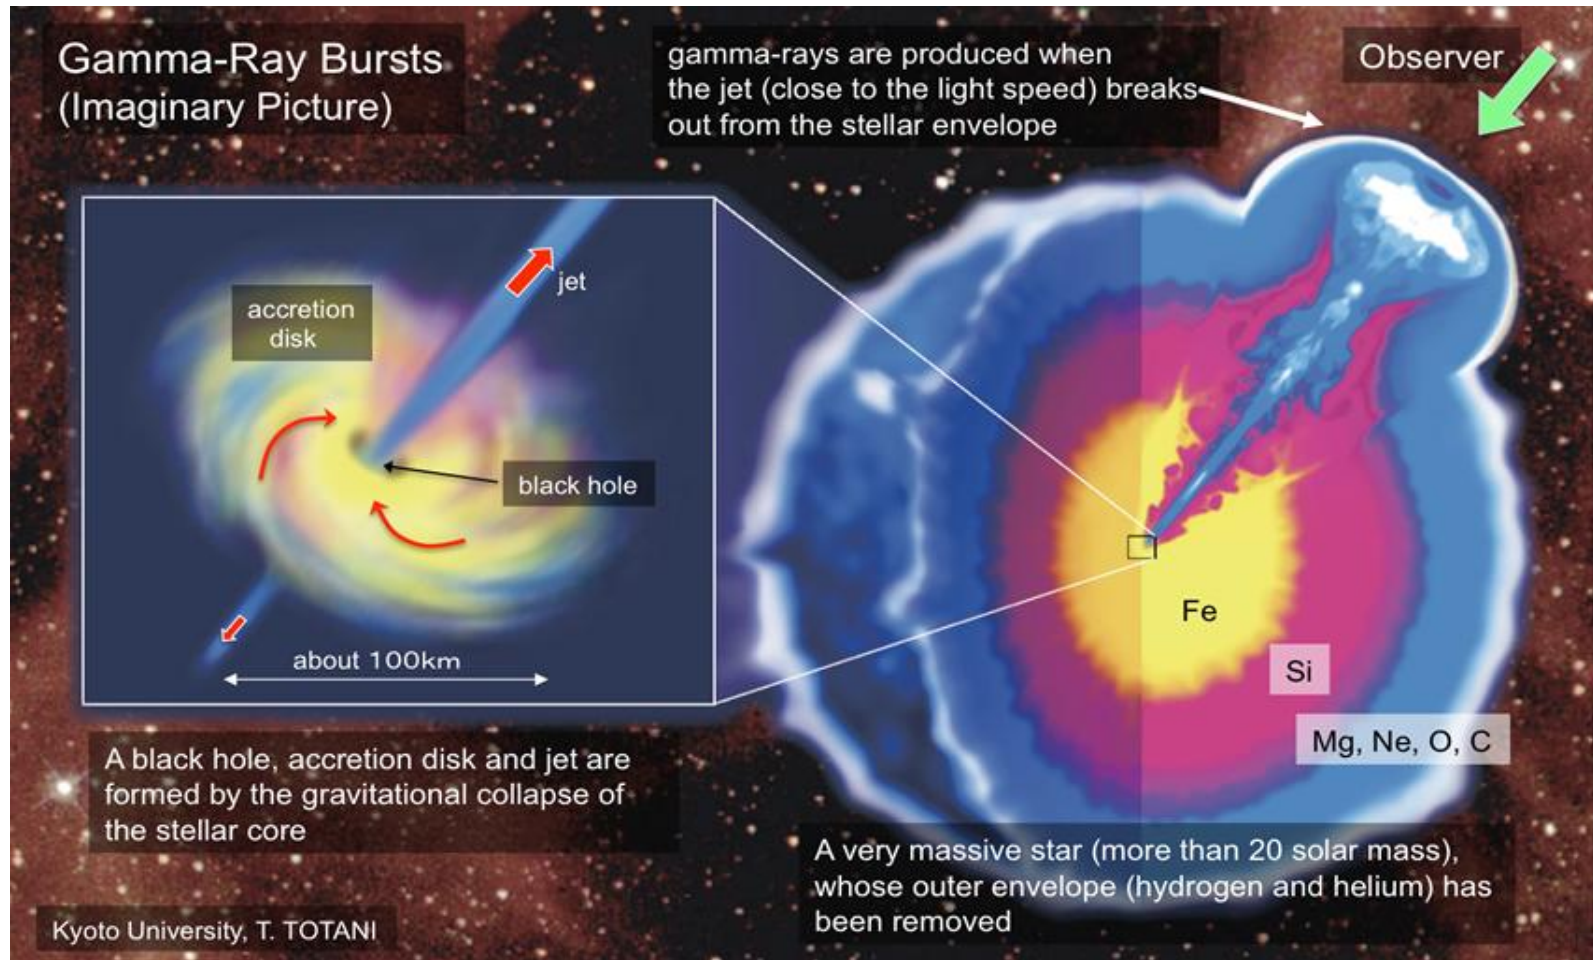 Gamma-Ray Bursts
(Imaginary Picture)
gamma-rays are produced when
the jet (close to the light speed) breaks
out from the stellar envelope
Observer
jet
accretion
disk
black hole
about 100km
Fe
Si
Mg, Ne, O, C
A black hole, accretion disk and jet are
formed by the gravitational collapse of
the stellar core
A very massive star (more than 20 solar mass),
whose outer envelope (hydrogen and helium) has
been removed
Kyoto University, T. TOTANI